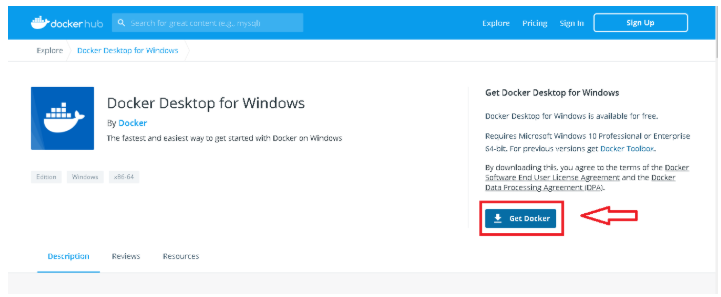 dockerhub Search for great content (e.g., mysql) Explore Pricing Sign In Sign Up
Explore Docker Desktop for Windows
Docker Desktop for Windows
By Docker
The fastest and easiest way to get started with Docker on Windows
Edition Windows x86-64
Get Docker Desktop for Windows
Docker Desktop for Windows is available for free.
Requires Microsoft Windows 10 Professional or Enterprise
64-bit. For previous versions get Docker Toolbox.
By downloading this, you agree to the terms of the Docker
Software End User License Agreement and the Docker
Data Processing Agreement (DPA).
Get Docker
Description Reviews Resources